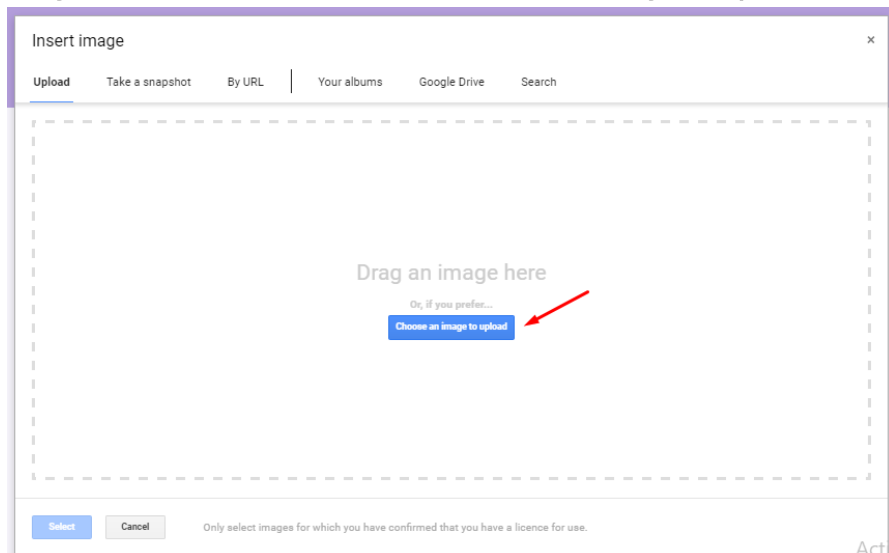 Insert image ×
Upload Take a snapshot By URL Your albums Google Drive Search
Drag an image here
Or, if you prefer...
Choose an image to upload
Select Cancel Only select images for which you have confirmed that you have a licence for use.